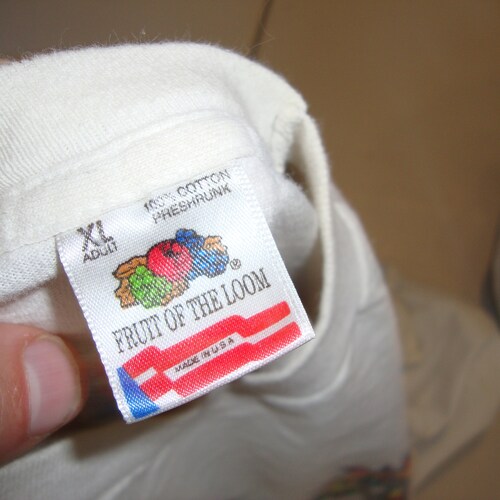 XL
ADULT
100% COTTON
PRESHRUNK
®
FRUIT OF THE LOOM
MADE IN U.S.A